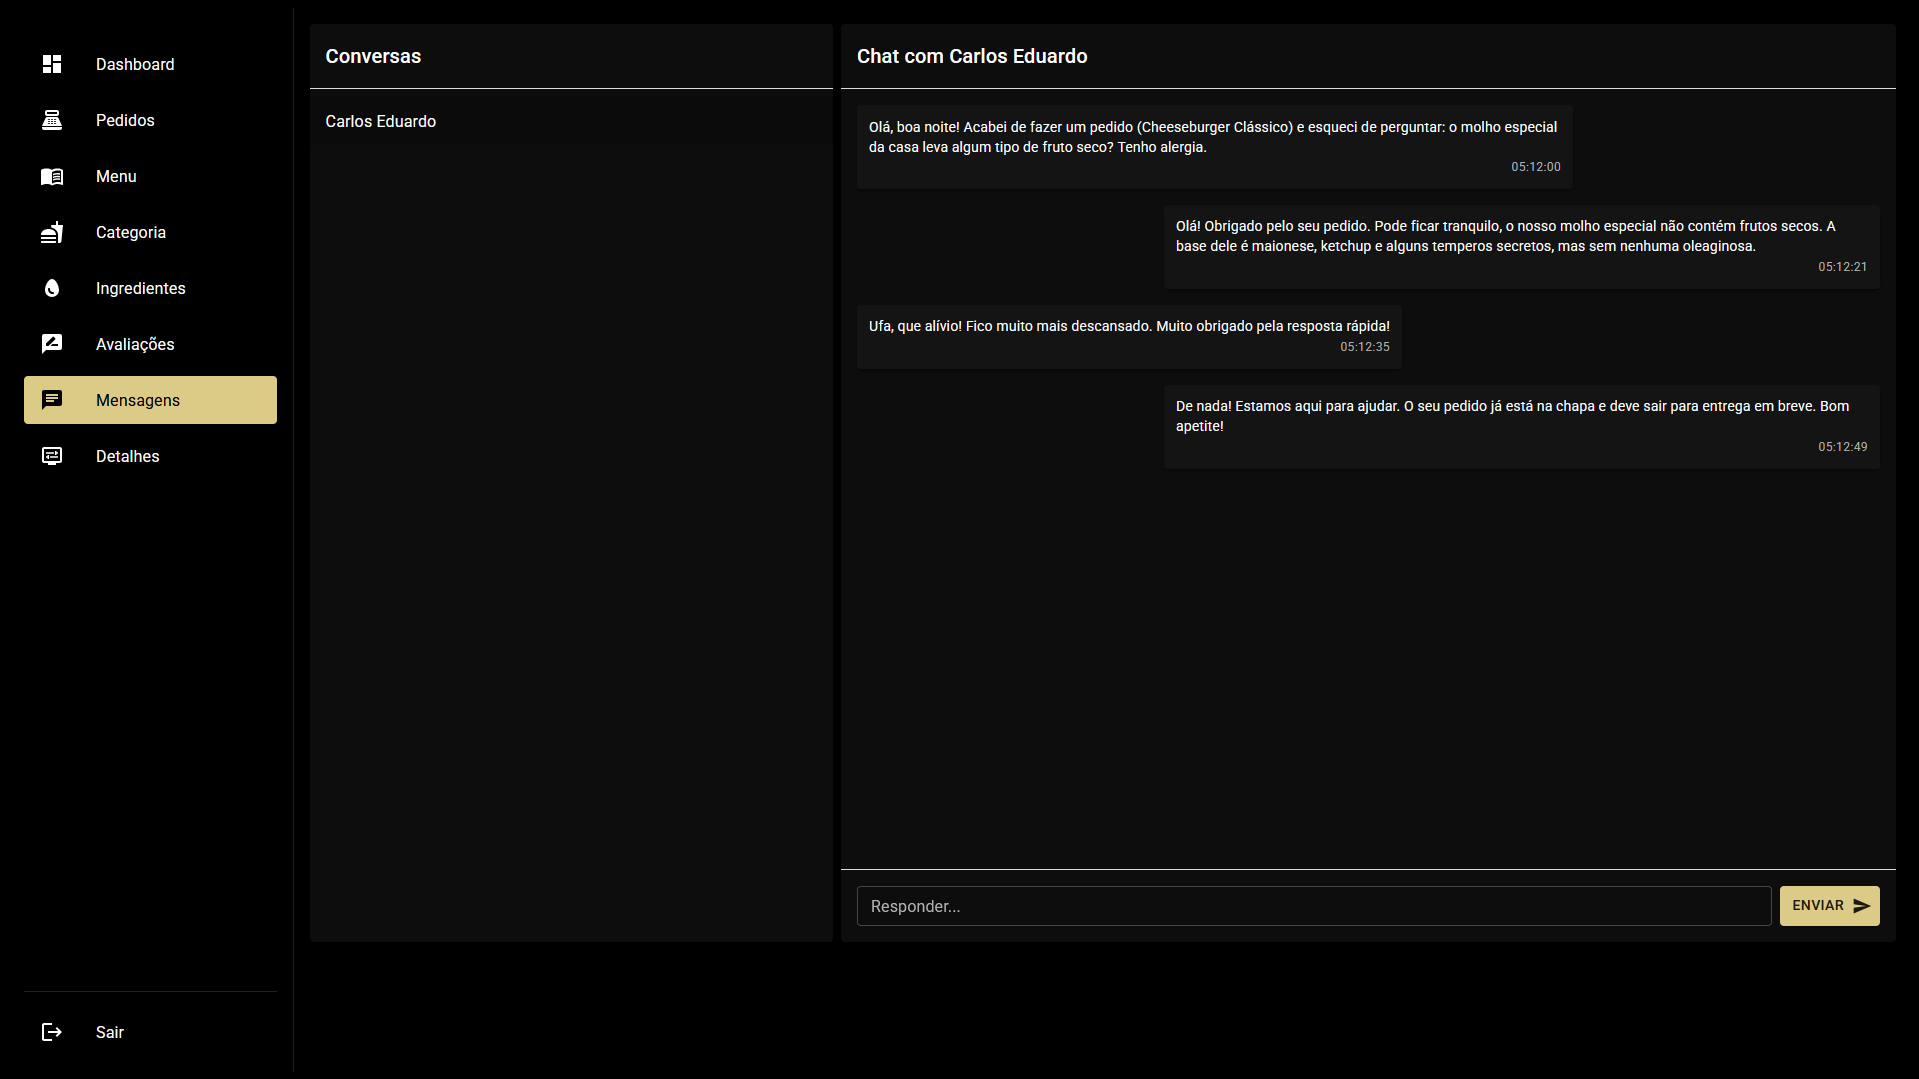 Dashboard
Pedidos
Menu
Categoria
Ingredientes
Avaliações
Mensagens
Detalhes
Sair
Conversas
Carlos Eduardo
Chat com Carlos Eduardo
Olá, boa noite! Acabei de fazer um pedido (Cheeseburger Clássico) e esqueci de perguntar: o molho especial
da casa leva algum tipo de fruto seco? Tenho alergia.
05:12:00
Olá! Obrigado pelo seu pedido. Pode ficar tranquilo, o nosso molho especial não contém frutos secos. A
base dele é maionese, ketchup e alguns temperos secretos, mas sem nenhuma oleaginosa.
05:12:21
Ufa, que alívio! Fico muito mais descansado. Muito obrigado pela resposta rápida!
05:12:35
De nada! Estamos aqui para ajudar. O seu pedido já está na chapa e deve sair para entrega em breve. Bom
apetite!
05:12:49
Responder...
ENVIAR